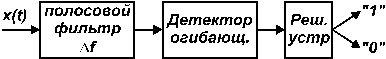 x(t)
полосовой
фильтр
Δf
Детектор
огибающ.
Реш.
устр
"1"
"0"